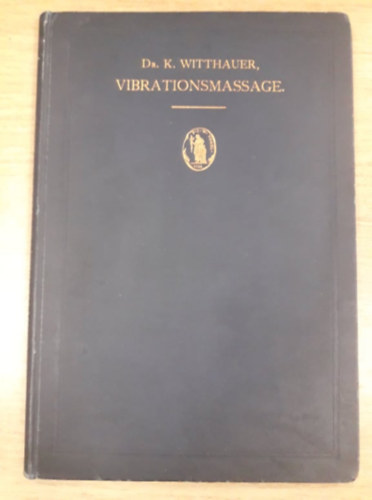 Dr. K. WITTHAUER,
VIBRATIONSMASSAGE.